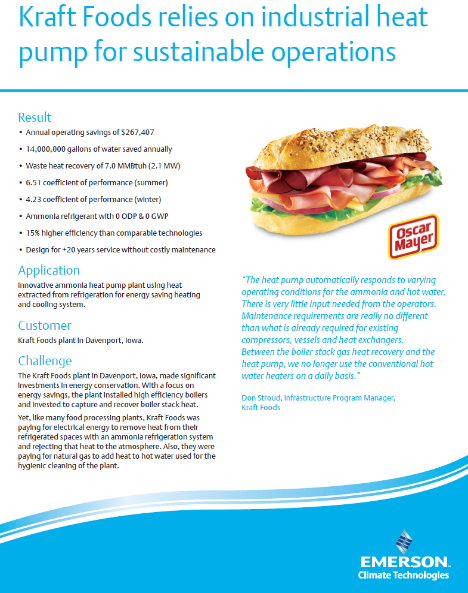 Kraft Foods relies on industrial heat
pump for sustainable operations
Result
• Annual operating savings of $267,407
• 14,000,000 gallons of water saved annually
• Waste heat recovery of 7.0 MMBtuh (2.1 MW)
• 6.51 coefficient of performance (summer)
• 4.23 coefficient of performance (winter)
• Ammonia refrigerant with 0 ODP & 0 GWP
• 15% higher efficiency than comparable technologies
• Design for +20 years service without costly maintenance
Application
Innovative ammonia heat pump plant using heat
extracted from refrigeration for energy saving heating
and cooling system.
Customer
Kraft Foods plant in Davenport, Iowa.
Challenge
The Kraft Foods plant in Davenport, Iowa, made significant
investments in energy conservation. With a focus on
energy savings, the plant installed high efficiency boilers
and invested to capture and recover boiler stack heat.
Yet, like many food processing plants, Kraft Foods was
paying for electrical energy to remove heat from their
refrigerated spaces with an ammonia refrigeration system
and rejecting that heat to the atmosphere. Also, they were
paying for natural gas to add heat to hot water used for the
hygienic cleaning of the plant.
Oscar
Mayer
"The heat pump automatically responds to varying
operating conditions for the ammonia and hot water.
There is very little input needed from the operators.
Maintenance requirements are really no different
than what is already required for existing
compressors, vessels and heat exchangers.
Between the boiler stack gas heat recovery and the
heat pump, we no longer use the conventional hot
water heaters on a daily basis."
Don Stroud, Infrastructure Program Manager,
Kraft Foods
EMERSON.
Climate Technologies